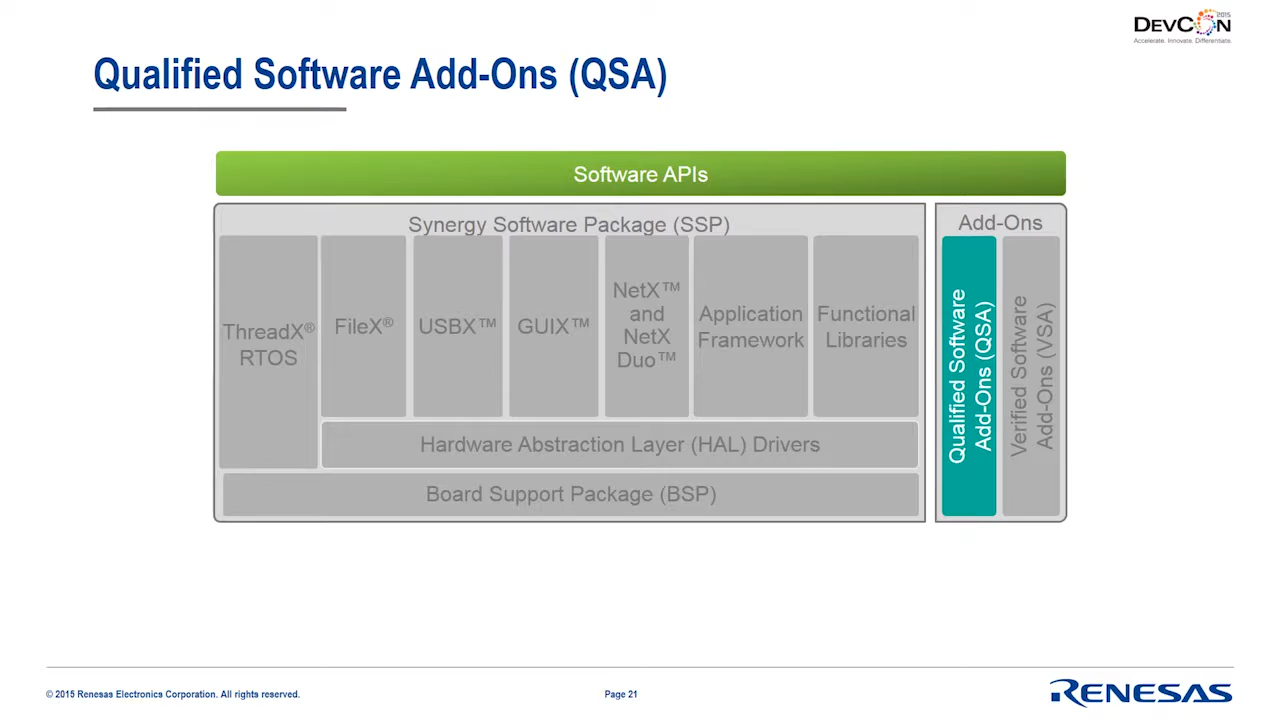 DEVCON 2015
Accelerate. Innovate. Differentiate.
Qualified Software Add-Ons (QSA)
Software APIs
Synergy Software Package (SSP)
ThreadX®
RTOS
FileX®
USBX™
GUIX™
NetX™
and
NetX
Duo™
Application
Framework
Functional
Libraries
Hardware Abstraction Layer (HAL) Drivers
Board Support Package (BSP)
Add-Ons
Qualified Software
Add-Ons (QSA)
Verified Software
Add-Ons (VSA)
© 2015 Renesas Electronics Corporation. All rights reserved.
Page 21
RENESAS